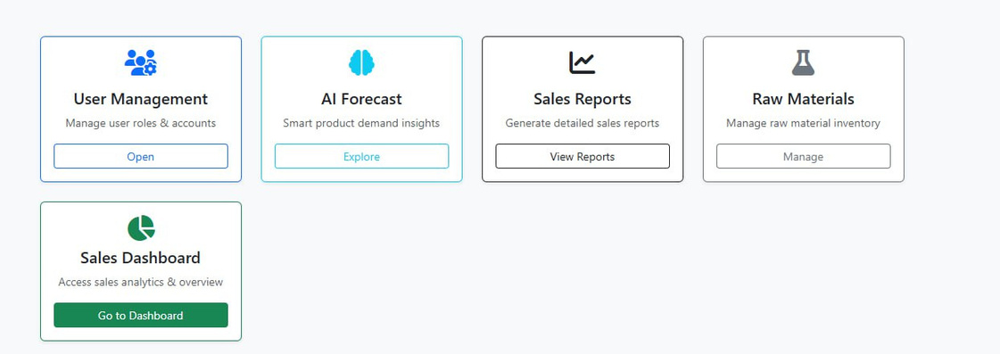 User Management
Manage user roles & accounts
Open
AI Forecast
Smart product demand insights
Explore
Sales Reports
Generate detailed sales reports
View Reports
Raw Materials
Manage raw material inventory
Manage
Sales Dashboard
Access sales analytics & overview
Go to Dashboard